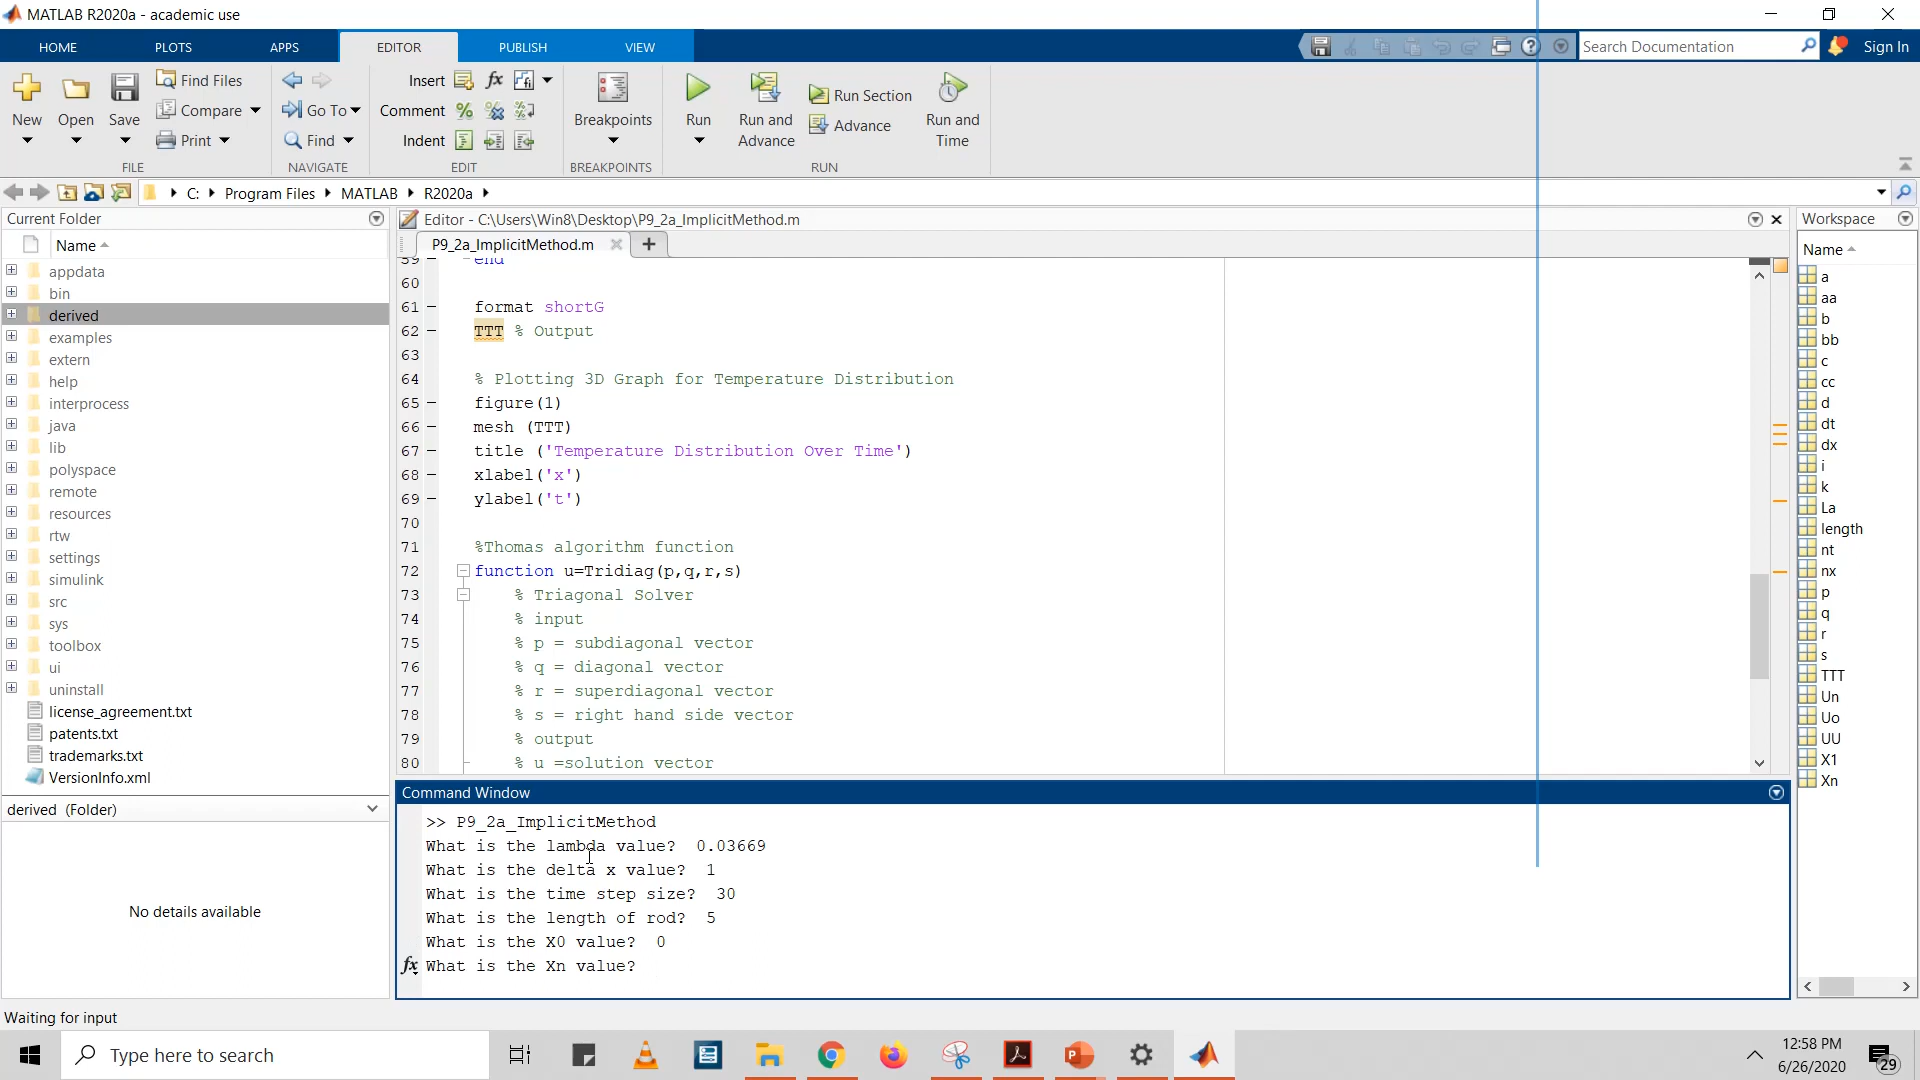 MATLAB R2020a - academic use
HOME PLOTS APPS EDITOR PUBLISH VIEW
Search Documentation
Sign In
New Open Save
Find Files
Compare
Print
FILE
Go To
Find
NAVIGATE
Insert fx
Comment
Indent
EDIT
Breakpoints
BREAKPOINTS
Run
Run and Advance
Run Section
Advance
Run and Time
RUN
C: Program Files MATLAB R2020a
Current Folder
Name
appdata
bin
derived
examples
extern
help
interprocess
java
lib
polyspace
remote
resources
rtw
settings
simulink
src
sys
toolbox
ui
uninstall
license_agreement.txt
patents.txt
trademarks.txt
VersionInfo.xml
derived (Folder)
No details available
Editor - C:\Users\Win8\Desktop\P9_2a_ImplicitMethod.m
P9_2a_ImplicitMethod.m
59 end
60
61 format shortG
62 TTT % Output
63
64 % Plotting 3D Graph for Temperature Distribution
65 figure(1)
66 mesh (TTT)
67 title ('Temperature Distribution Over Time')
68 xlabel('x')
69 ylabel('t')
70
71 %Thomas algorithm function
72 function u=Tridiag(p,q,r,s)
73 % Triagonal Solver
74 % input
75 % p = subdiagonal vector
76 % q = diagonal vector
77 % r = superdiagonal vector
78 % s = right hand side vector
79 % output
80 % u =solution vector
Command Window
>> P9_2a_ImplicitMethod
What is the lambda value? 0.03669
What is the delta x value? 1
What is the time step size? 30
What is the length of rod? 5
What is the X0 value? 0
fx What is the Xn value?
Workspace
Name
a
aa
b
bb
c
cc
d
dt
dx
i
k
La
length
nt
nx
p
q
r
s
TTT
Un
Uo
UU
X1
Xn
Waiting for input
Type here to search
12:58 PM
6/26/2020
29